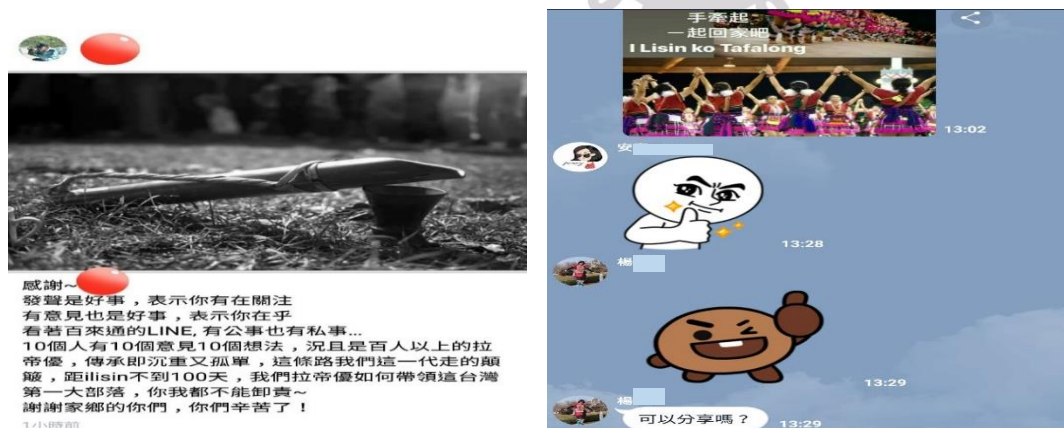 感謝~
發聲是好事，表示你有在關注
有意見也是好事，表示你在乎
看著百來通的LINE, 有公事也有私事...
10個人有10個意見10個想法，況且是百人以上的拉
帝優，傳承即沉重又孤單，這條路我們這一代走的顛
簸，距ilisin不到100天，我們拉帝優如何帶領這台灣
第一大部落，你我都不能卸責~
謝謝家鄉的你們，你們辛苦了！
1小時前
手牽起
一起回家吧
I Lisin ko Tafalong
13:02
安
13:28
楊
13:29
楊
可以分享嗎？
13:29